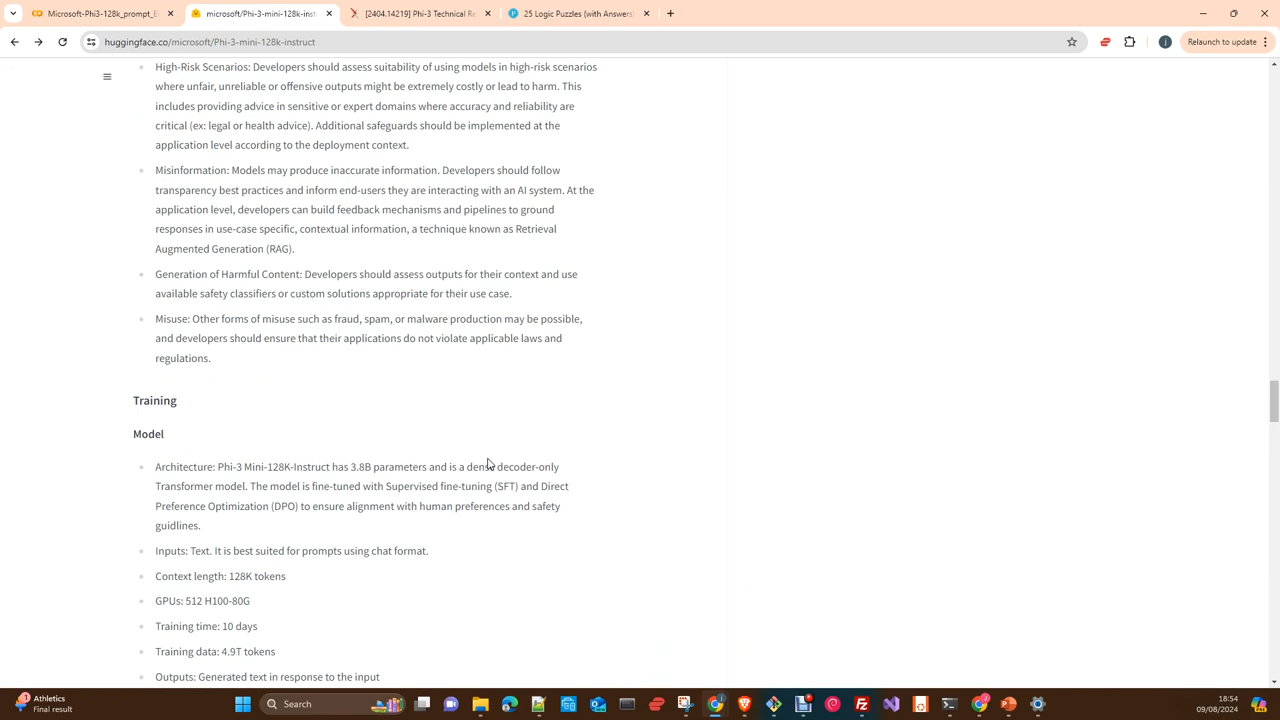 Microsoft-Phi3-128k_prompt_E
microsoft/Phi-3-mini-128k-inst
[2404.14219] Phi-3 Technical Re
25 Logic Puzzles (with Answers)
huggingface.co/microsoft/Phi-3-mini-128k-instruct
Relaunch to update
High-Risk Scenarios: Developers should assess suitability of using models in high-risk scenarios
where unfair, unreliable or offensive outputs might be extremely costly or lead to harm. This
includes providing advice in sensitive or expert domains where accuracy and reliability are
critical (ex: legal or health advice). Additional safeguards should be implemented at the
application level according to the deployment context.
Misinformation: Models may produce inaccurate information. Developers should follow
transparency best practices and inform end-users they are interacting with an AI system. At the
application level, developers can build feedback mechanisms and pipelines to ground
responses in use-case specific, contextual information, a technique known as Retrieval
Augmented Generation (RAG).
Generation of Harmful Content: Developers should assess outputs for their context and use
available safety classifiers or custom solutions appropriate for their use case.
Misuse: Other forms of misuse such as fraud, spam, or malware production may be possible,
and developers should ensure that their applications do not violate applicable laws and
regulations.
Training
Model
Architecture: Phi-3 Mini-128K-Instruct has 3.8B parameters and is a dense decoder-only
Transformer model. The model is fine-tuned with Supervised fine-tuning (SFT) and Direct
Preference Optimization (DPO) to ensure alignment with human preferences and safety
guidlines.
Inputs: Text. It is best suited for prompts using chat format.
Context length: 128K tokens
GPUs: 512 H100-80G
Training time: 10 days
Training data: 4.9T tokens
Outputs: Generated text in response to the input
Athletics
Final result
Search
18:54
09/08/2024